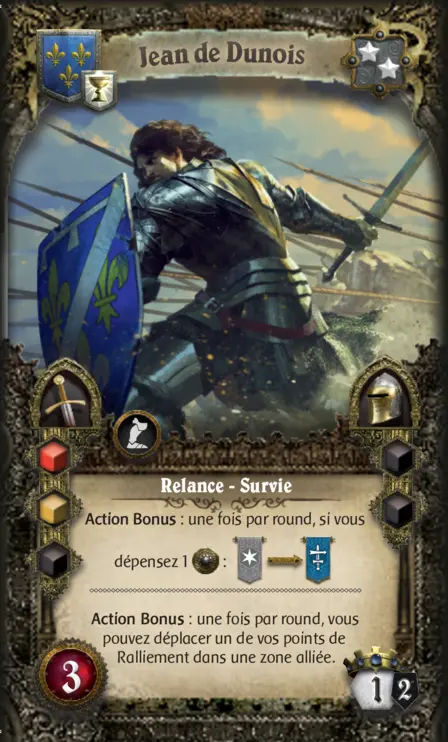 Jean de Dunois
Relance - Survie
Action Bonus : une fois par round, si vous
dépensez 1 :
Action Bonus : une fois par round, vous
pouvez déplacer un de vos points de
Ralliement dans une zone alliée.
3
1 2